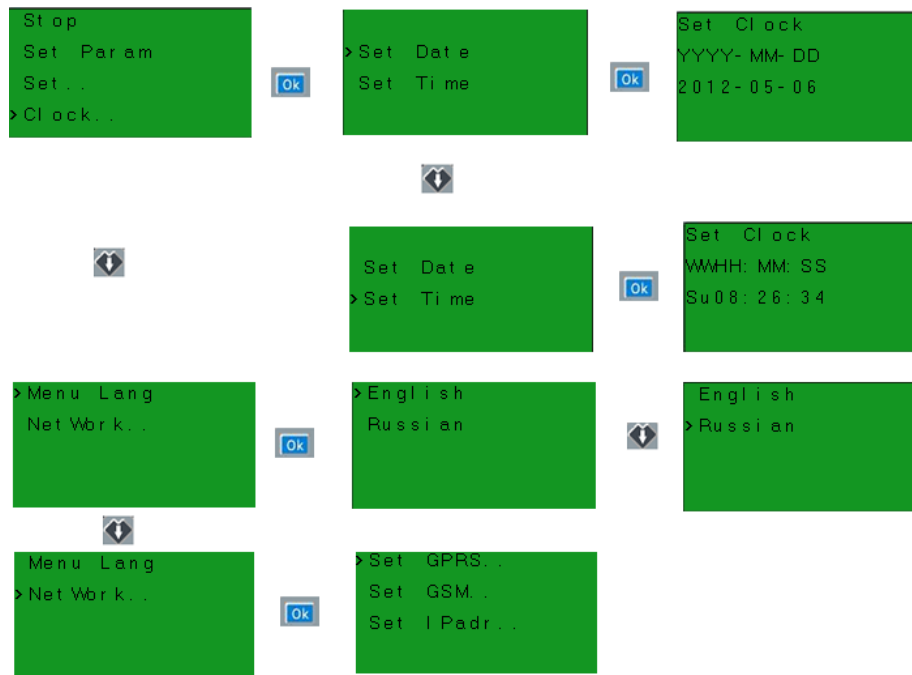 Stop
Set Param
Set..
>Clock..
Ok
>Set Date
Set Time
Ok
Set Clock
YYYY-MM-DD
2012-05-06
Set Date
>Set Time
Ok
Set Clock
WWHH:MM:SS
Su08:26:34
>Menu Lang
NetWork..
Ok
>English
Russian
English
>Russian
Menu Lang
>NetWork..
Ok
>Set GPRS..
Set GSM..
Set IPadr..